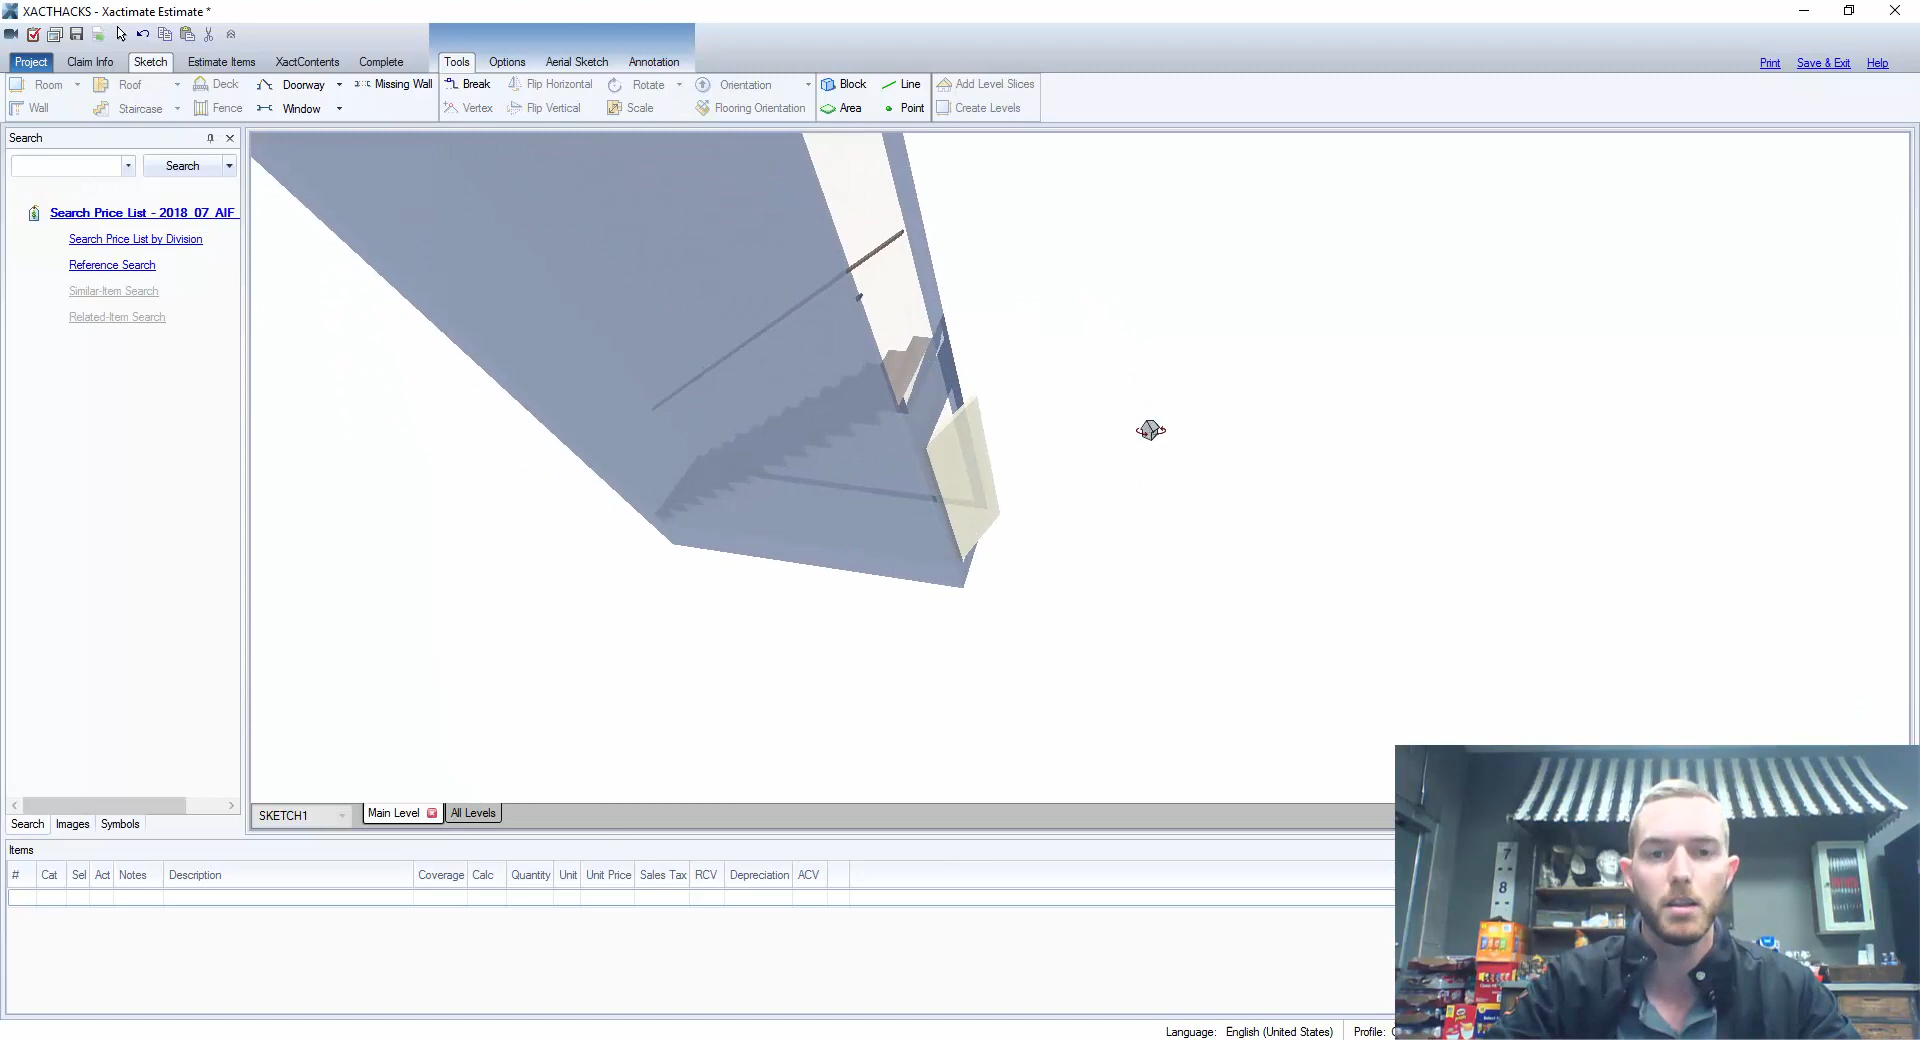 XACTHACKS - Xactimate Estimate *
Project Claim Info Sketch Estimate Items XactContents Complete Tools Options Aerial Sketch Annotation Print Save & Exit Help
Room Roof Deck Doorway Missing Wall Break Flip Horizontal Rotate Orientation Block Line Add Level Slices
Wall Staircase Fence Window Vertex Flip Vertical Scale Flooring Orientation Area Point Create Levels
Search
Search
Search Price List - 2018_07_AIF
Search Price List by Division
Reference Search
Similar-Item Search
Related-Item Search
SKETCH1 Main Level All Levels
Search Images Symbols
Items
# Cat Sel Act Notes Description Coverage Calc Quantity Unit Unit Price Sales Tax RCV Depreciation ACV
7
8
Language: English (United States) Profile: